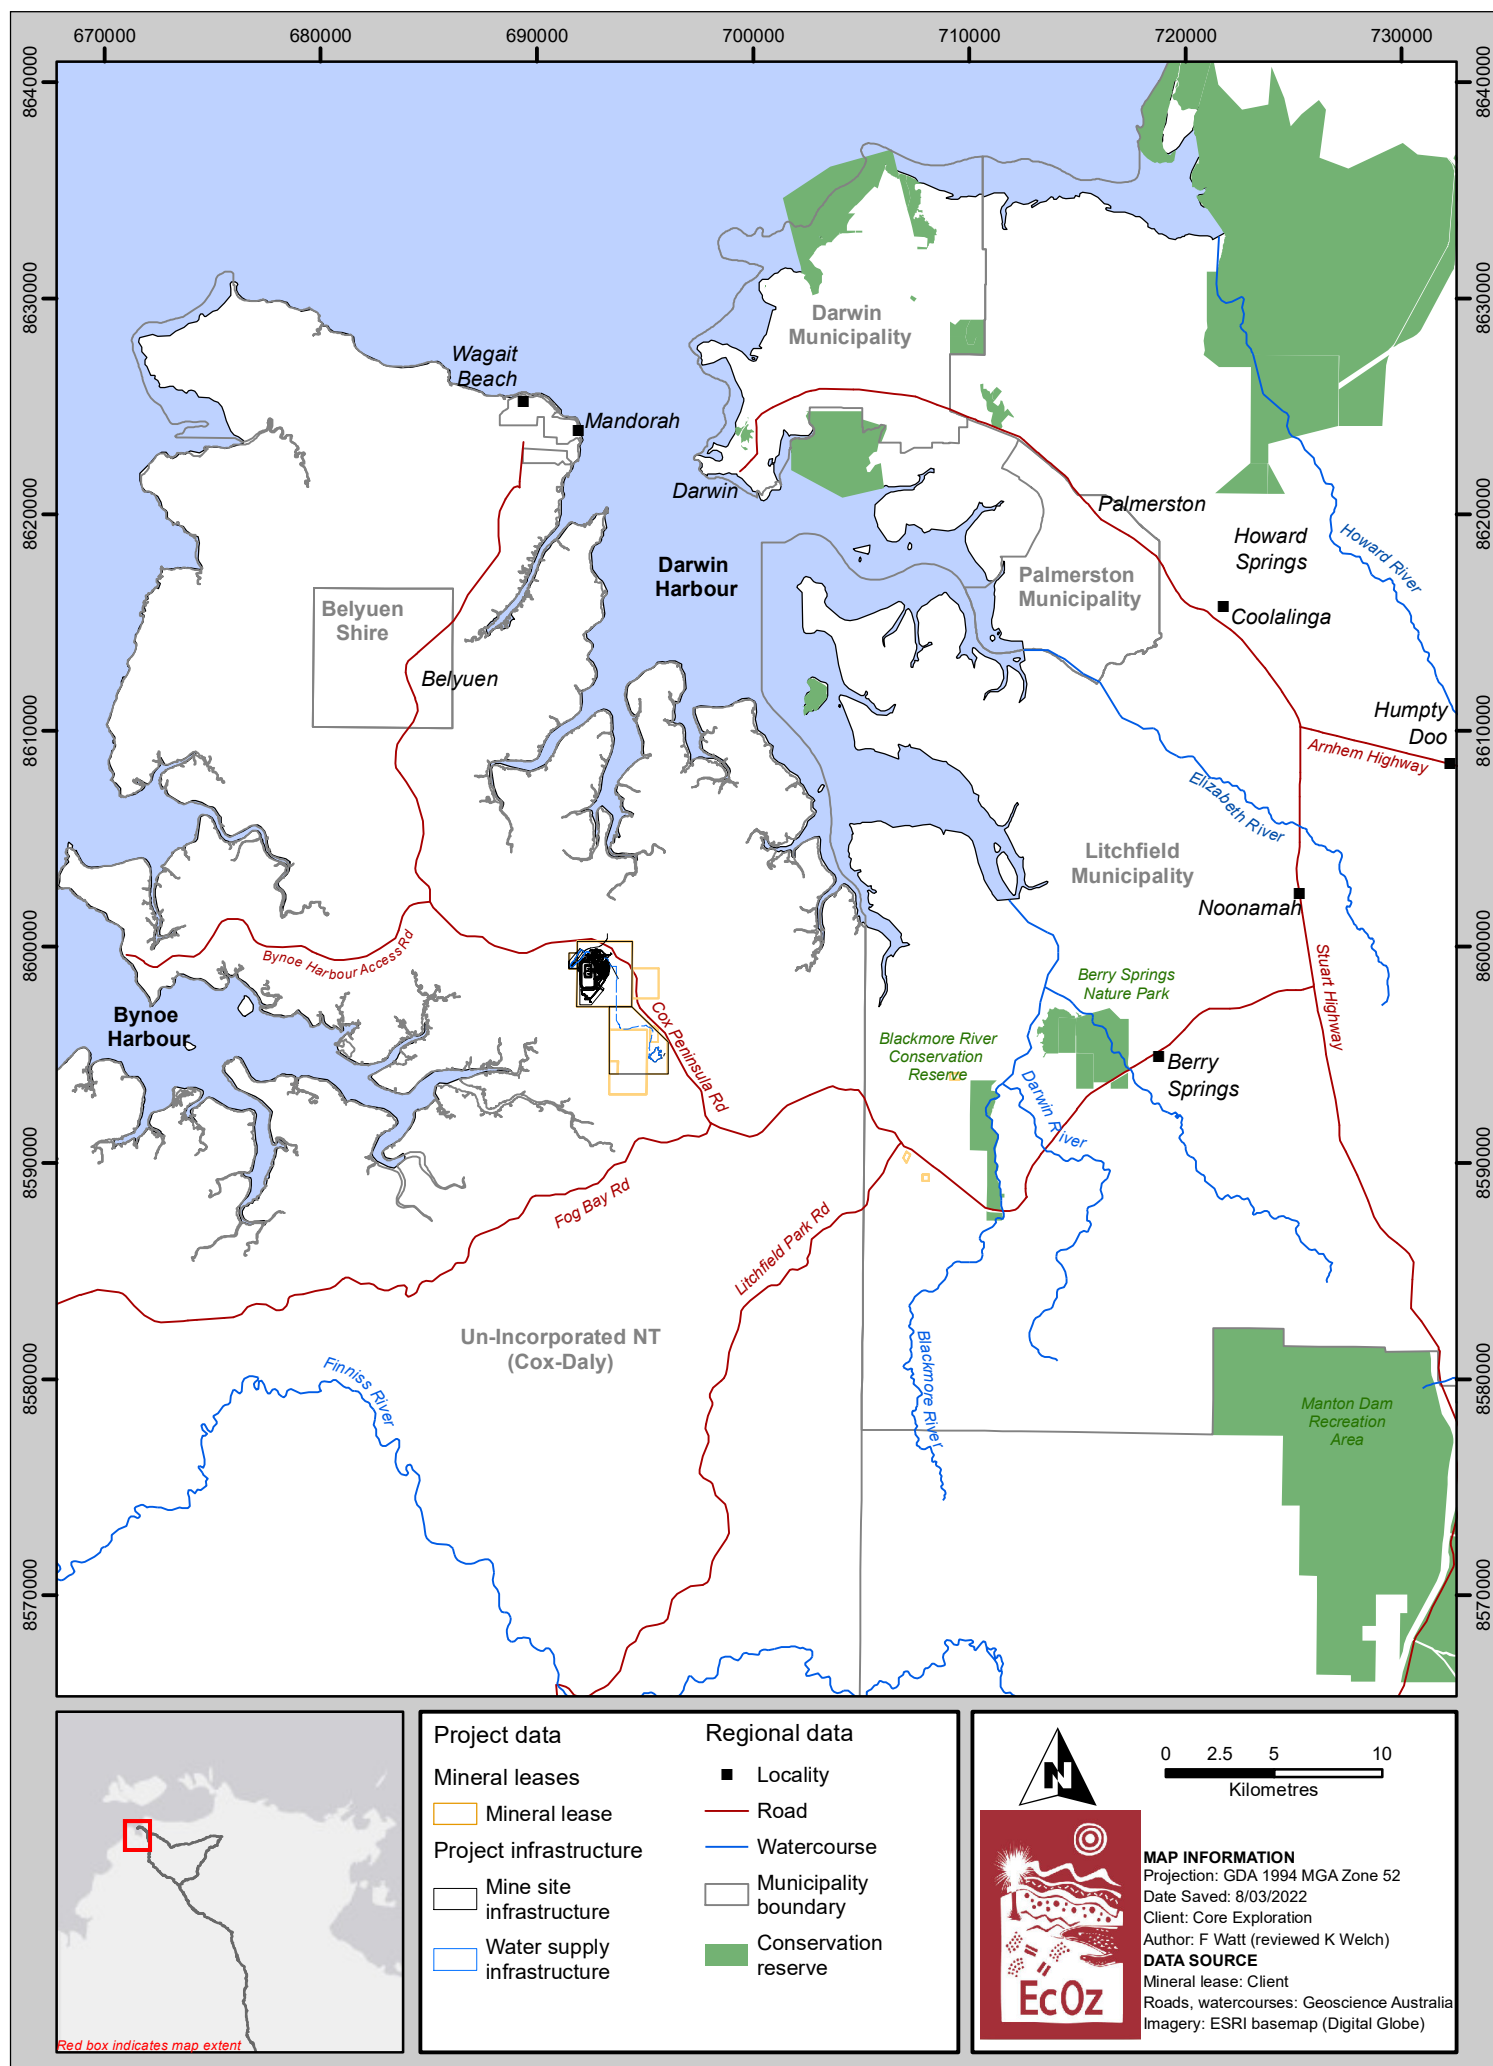 670000
680000
690000
700000
710000
720000
730000
8640000
8640000
8630000
8630000
8620000
8620000
8610000
8610000
8600000
8600000
8590000
8590000
8580000
8580000
8570000
8570000
Darwin
Municipality
Wagait
Beach
Mandorah
Darwin
Palmerston
Howard
Springs
Howard River
Darwin
Harbour
Palmerston
Municipality
Belyuen
Shire
Coolalinga
Belyuen
Humpty
Doo
Arnhem Highway
Elizabeth River
Litchfield
Municipality
Noonamah
Bynoe Harbour Access Rd
Stuart Highway
Berry Springs
Nature Park
Bynoe
Harbour
Cox Peninsula Rd
Blackmore River
Conservation
Reserve
Berry
Springs
Darwin River
Fog Bay Rd
Litchfield Park Rd
Un-Incorporated NT
(Cox-Daly)
Finniss River
Blackmore River
Manton Dam
Recreation
Area
Red box indicates map extent
Project data
Mineral leases
Mineral lease
Project infrastructure
Mine site
infrastructure
Water supply
infrastructure
Regional data
Locality
Road
Watercourse
Municipality
boundary
Conservation
reserve
N
0 2.5 5 10
Kilometres
EcOz
MAP INFORMATION
Projection: GDA 1994 MGA Zone 52
Date Saved: 8/03/2022
Client: Core Exploration
Author: F Watt (reviewed K Welch)
DATA SOURCE
Mineral lease: Client
Roads, watercourses: Geoscience Australia
Imagery: ESRI basemap (Digital Globe)